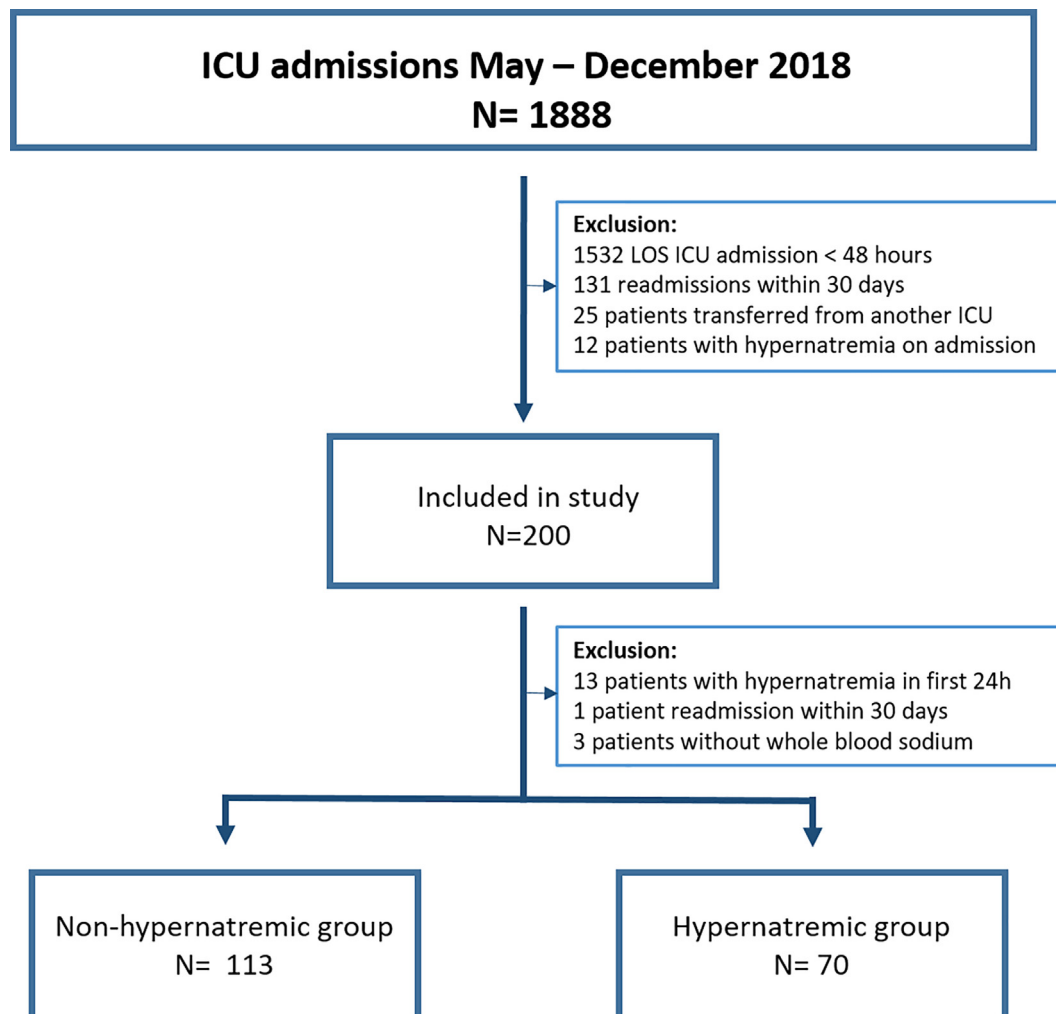 ICU admissions May – December 2018
N= 1888
Exclusion:
1532 LOS ICU admission < 48 hours
131 readmissions within 30 days
25 patients transferred from another ICU
12 patients with hypernatremia on admission
Included in study
N=200
Exclusion:
13 patients with hypernatremia in first 24h
1 patient readmission within 30 days
3 patients without whole blood sodium
Non-hypernatremic group
N= 113
Hypernatremic group
N= 70